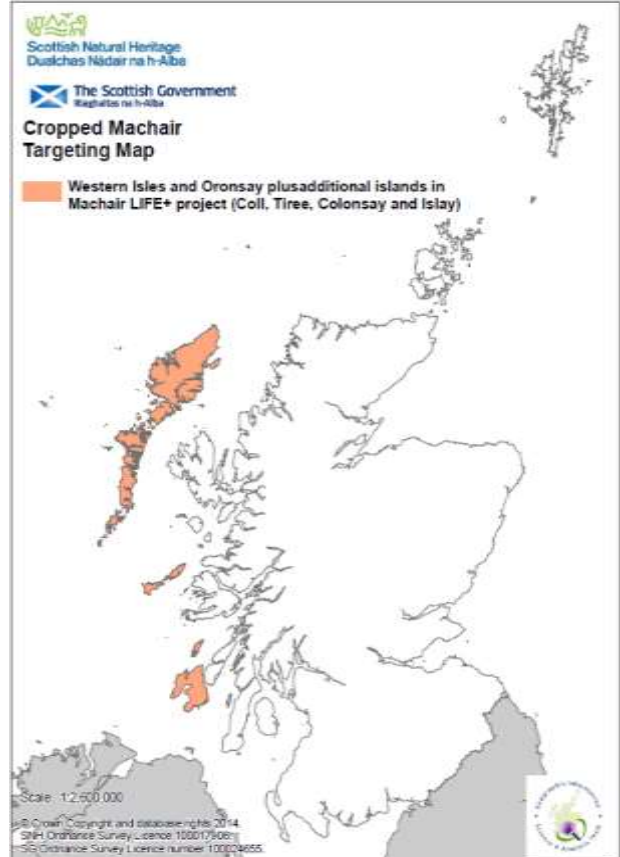 Scottish Natural Heritage
Dualchas Nàdair na h-Alba
The Scottish Government
Riaghaltas na h-Alba
Cropped Machair
Targeting Map
Western Isles and Oronsay plusadditional islands in
Machair LIFE+ project (Coll, Tiree, Colonsay and Islay)
Scale 1:2,600,000
© Crown Copyright and database rights 2014.
SNH Ordnance Survey Licence
SG Ordnance Survey Licence number 100024655.